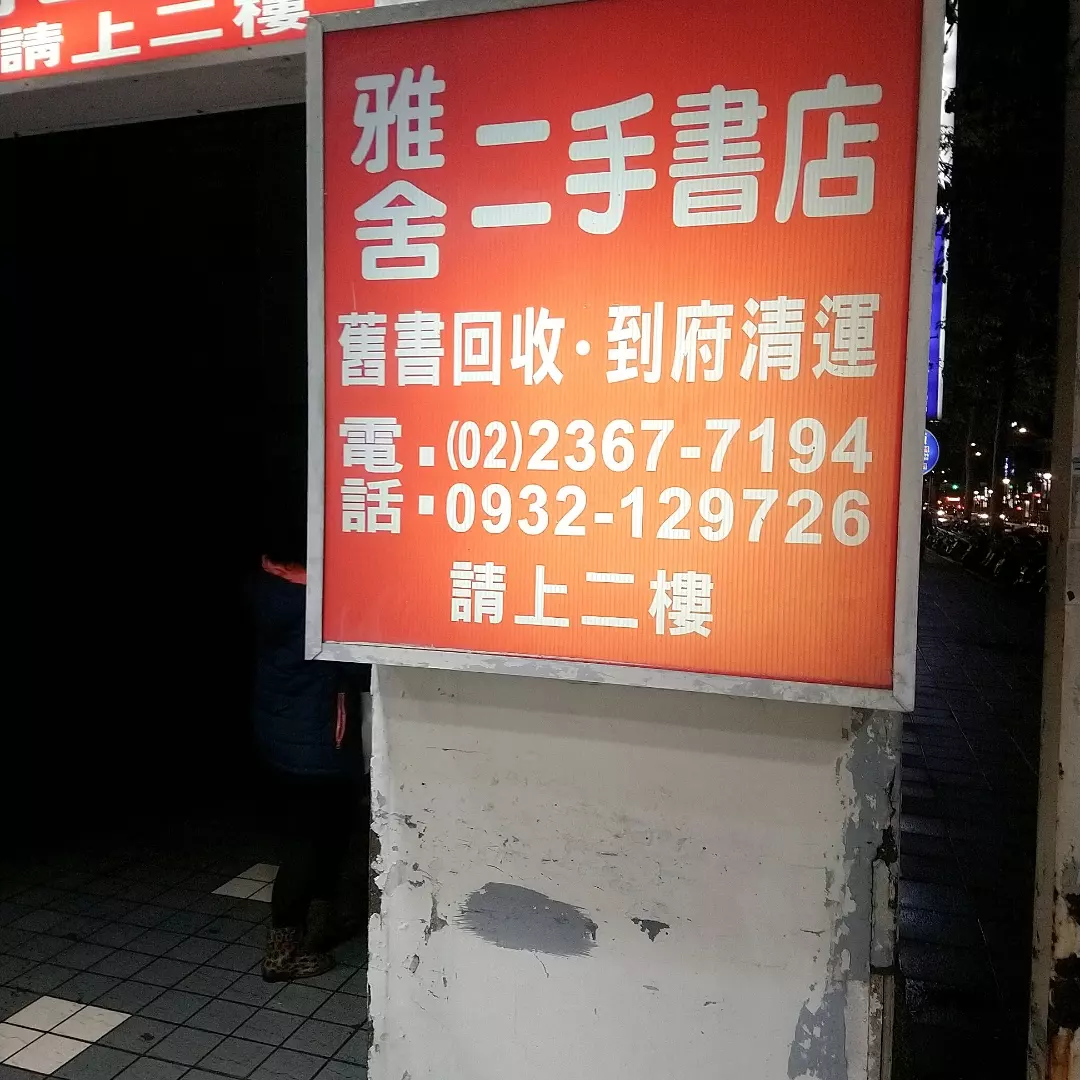 請上二樓
雅舍二手書店
舊書回收·到府清運
電話:(02)2367-7194
0932-129726
請上二樓